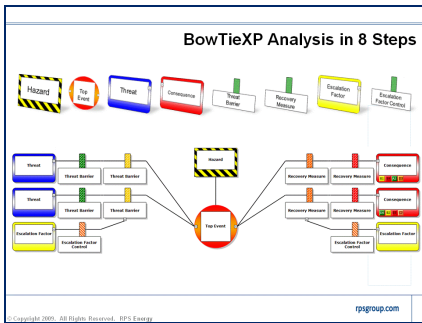 BowTieXP Analysis in 8 Steps
Hazard
Top
Event
Threat
Consequence
Threat
Barrier
Recovery
Measure
Escalation
Factor
Escalation
Factor Control
Hazard
Threat
Threat Barrier
Threat Barrier
Recovery Measure
Recovery Measure
Consequence
Threat
Threat Barrier
Threat Barrier
Recovery Measure
Recovery Measure
Consequence
Top Event
Escalation Factor
Escalation Factor
Control
Escalation Factor
Control
Escalation Factor
rpsgroup.com
© Copyright 2009. All Rights Reserved. RPS Energy